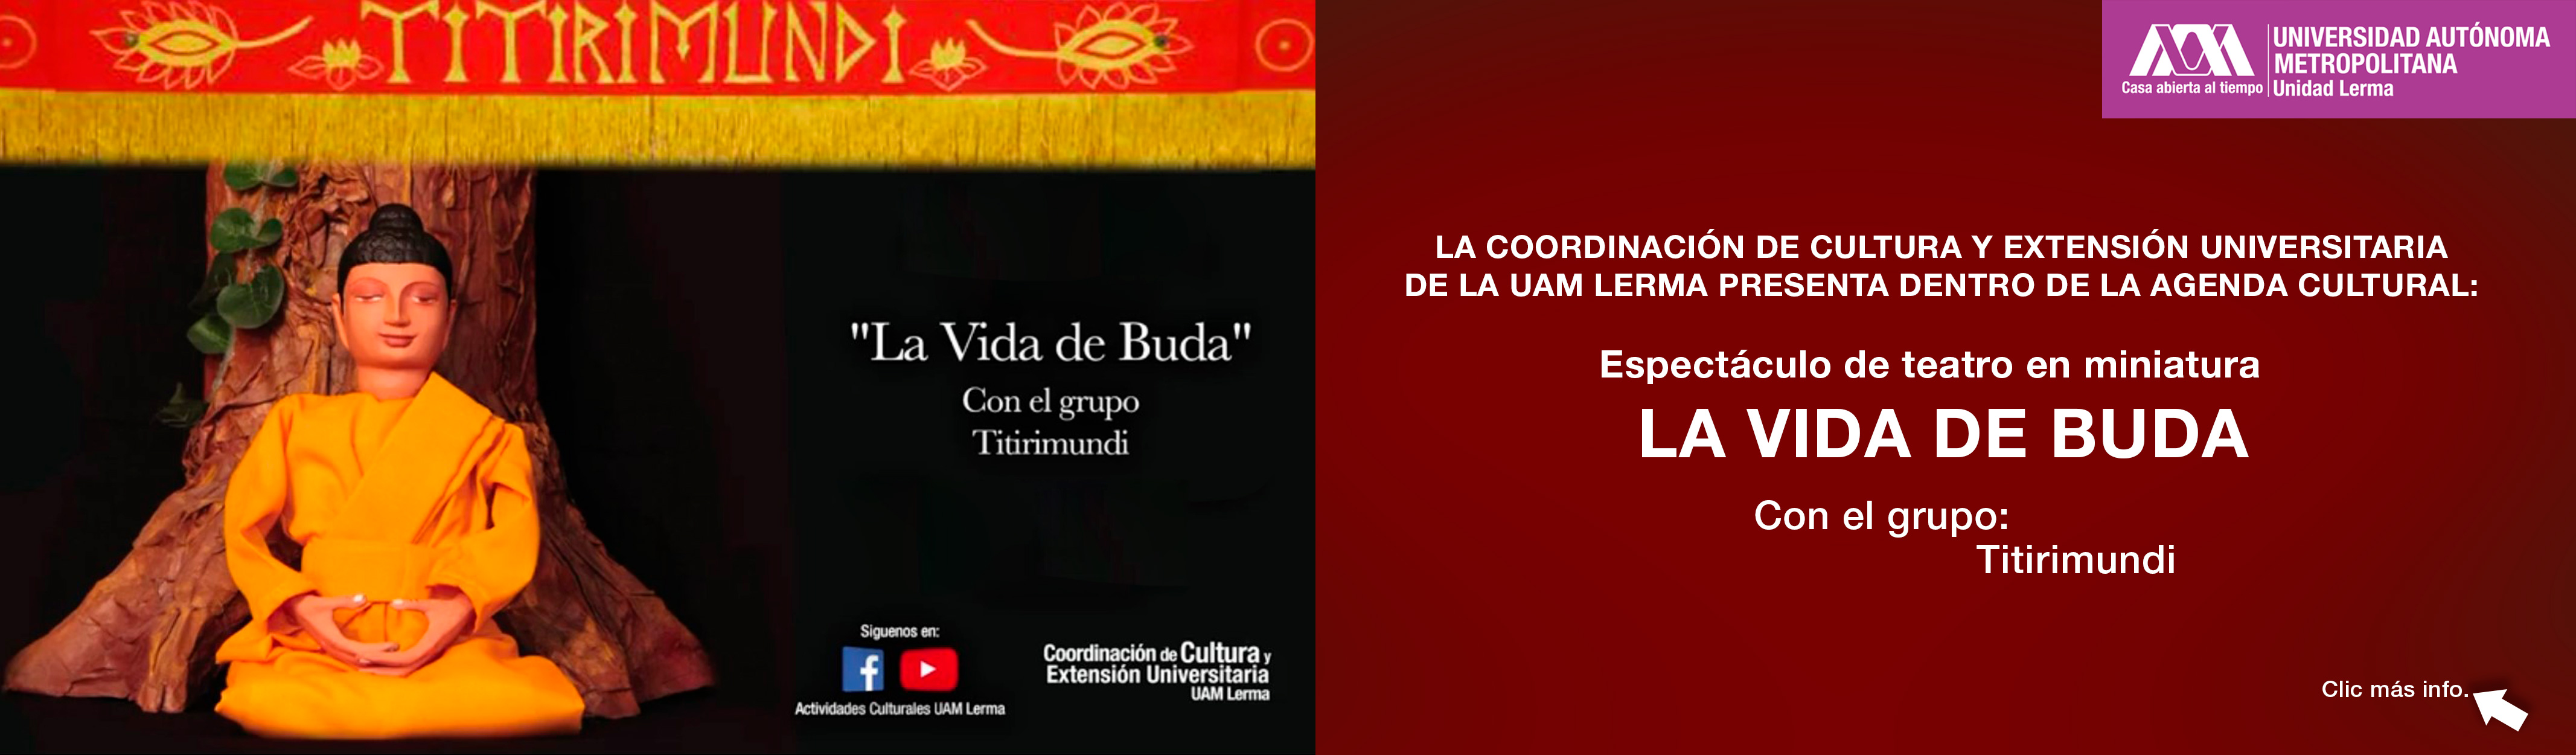 TITIRIMUNDI
"La Vida de Buda"
Con el grupo
Titirimundi
Siguenos en:
Actividades Culturales UAM Lerma
Coordinación de Cultura y
Extensión Universitaria
UAM Lerma
Casa abierta al tiempo
UNIVERSIDAD AUTÓNOMA
METROPOLITANA
Unidad Lerma
LA COORDINACIÓN DE CULTURA Y EXTENSIÓN UNIVERSITARIA
DE LA UAM LERMA PRESENTA DENTRO DE LA AGENDA CULTURAL:
Espectáculo de teatro en miniatura
LA VIDA DE BUDA
Con el grupo:
Titirimundi
Clic más info.